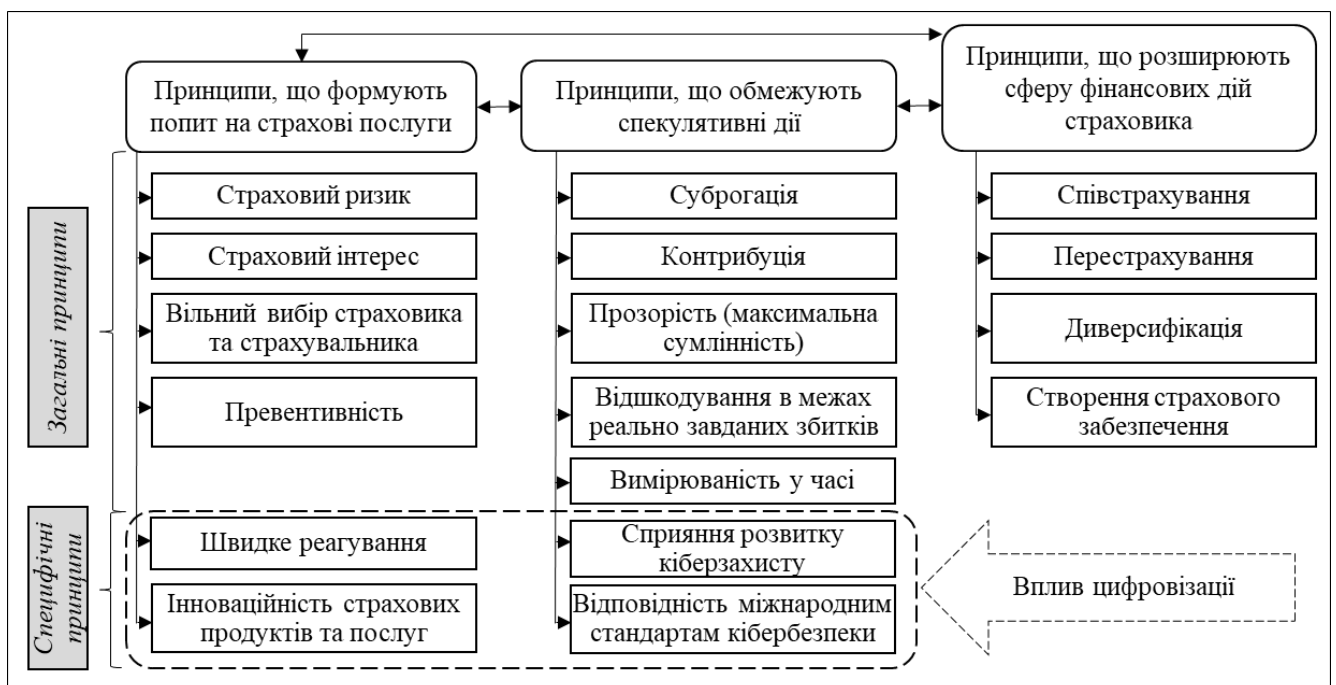 Принципи, що формують
попит на страхові послуги
Принципи, що обмежують
спекулятивні дії
Принципи, що розширюють
сферу фінансових дій
страховика
Загальні принципи
Страховий ризик
Страховий інтерес
Вільний вибір страховика
та страхувальника
Превентивність
Суброгація
Контрибуція
Прозорість (максимальна
сумлінність)
Відшкодування в межах
реально завданих збитків
Вимірюваність у часі
Співстрахування
Перестрахування
Диверсифікація
Створення страхового
забезпечення
Специфічні
принципи
Швидке реагування
Інноваційність страхових
продуктів та послуг
Сприяння розвитку
кіберзахисту
Відповідність міжнародним
стандартам кібербезпеки
Вплив цифровізації